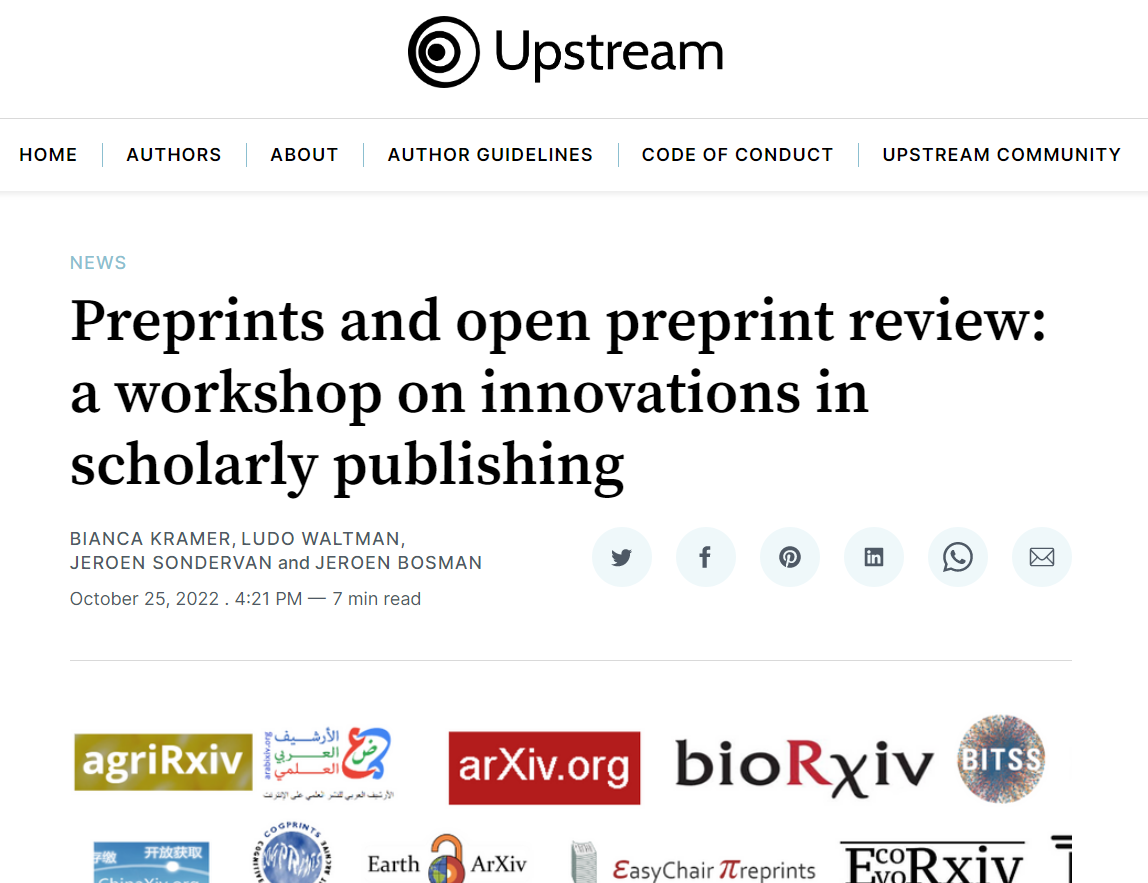 Upstream
HOME
AUTHORS
ABOUT
AUTHOR GUIDELINES
CODE OF CONDUCT
UPSTREAM COMMUNITY
NEWS
Preprints and open preprint review:
a workshop on innovations in
scholarly publishing
BIANCA KRAMER, LUDO WALTMAN,
JEROEN SONDERVAN and JEROEN BOSMAN
October 25, 2022 . 4:21 PM — 7 min read
agriRxiv
arabixiv.org
الأرشيف
العربي
العلمي
الأرشيف العربي للنشر العلمي على الإنترنت
arXiv.org
bioRχiv
BITSS
开放获取
COGPRINTS
Earth ArXiv
EasyChair πreprints
EcoEvoRxiv